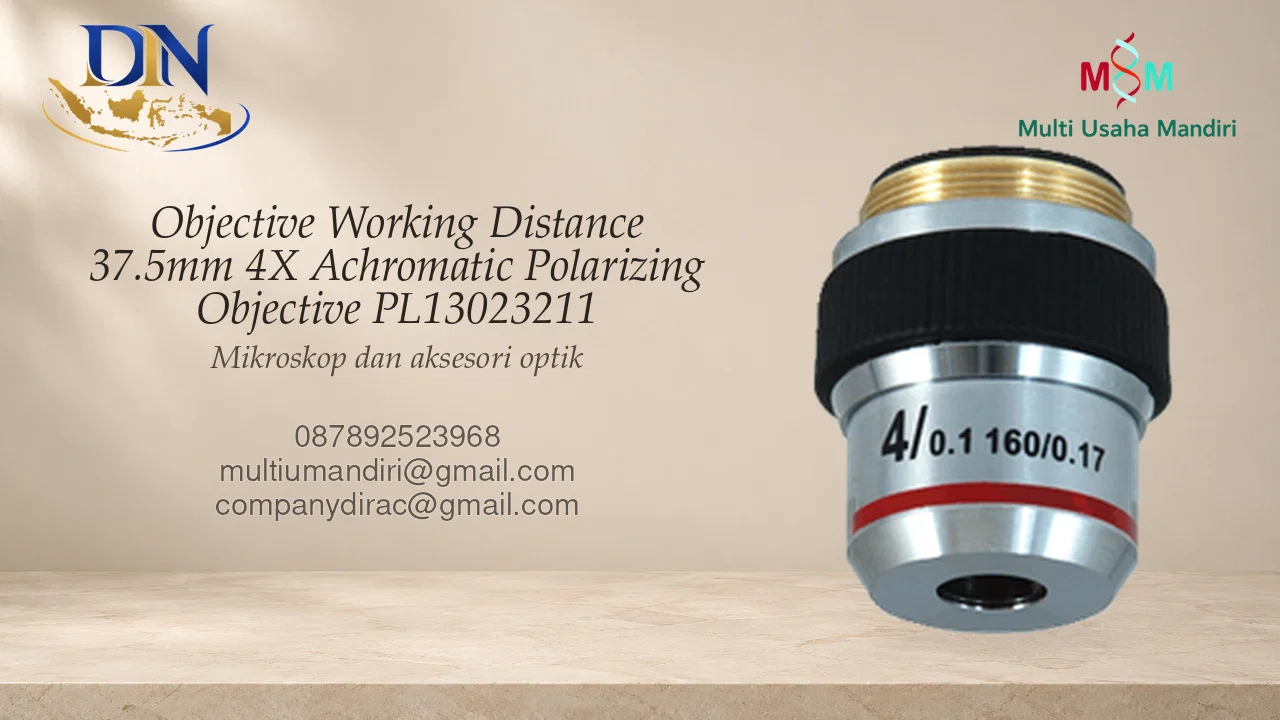 DIN
M M
Multi Usaha Mandiri
Objective Working Distance
37.5mm 4X Achromatic Polarizing
Objective PL13023211
Mikroskop dan aksesori optik
087892523968
multiumandiri@gmail.com
companydirac@gmail.com
4/0.1 160/0.17